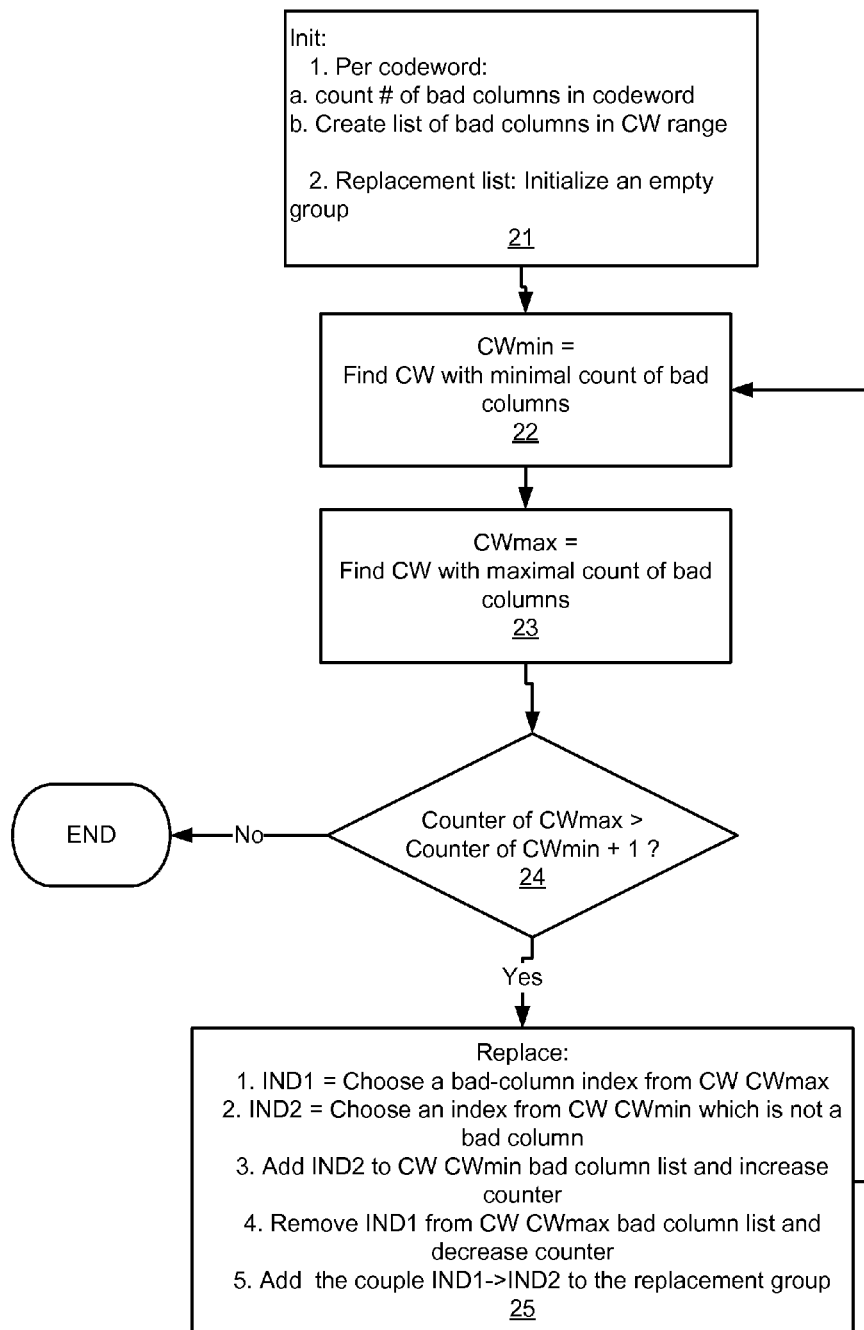 Init:
1. Per codeword:
a. count # of bad columns in codeword
b. Create list of bad columns in CW range
2. Replacement list: Initialize an empty
group
21
CWmin =
Find CW with minimal count of bad
columns
22
CWmax =
Find CW with maximal count of bad
columns
23
Counter of CWmax >
Counter of CWmin + 1 ?
24
No
END
Yes
Replace:
1. IND1 = Choose a bad-column index from CW CWmax
2. IND2 = Choose an index from CW CWmin which is not a
bad column
3. Add IND2 to CW CWmin bad column list and increase
counter
4. Remove IND1 from CW CWmax bad column list and
decrease counter
5. Add  the couple IND1->IND2 to the replacement group
25